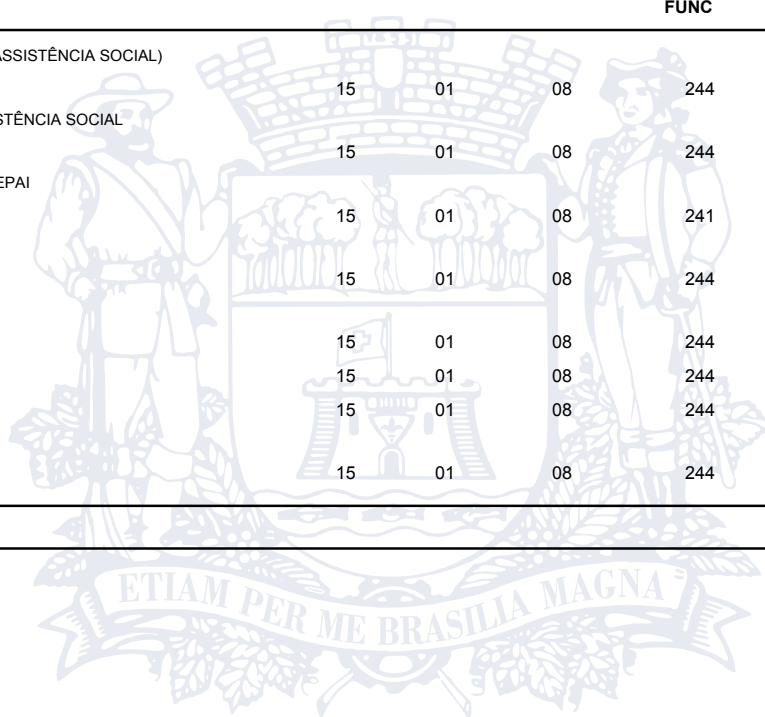 FUNC
ASSISTÊNCIA SOCIAL)
15 01 08 244
STÊNCIA SOCIAL
15 01 08 244
EPAI
15 01 08 241
15 01 08 244
15 01 08 244
15 01 08 244
15 01 08 244
15 01 08 244
ETIAM PER ME BRASILIA MAGNA